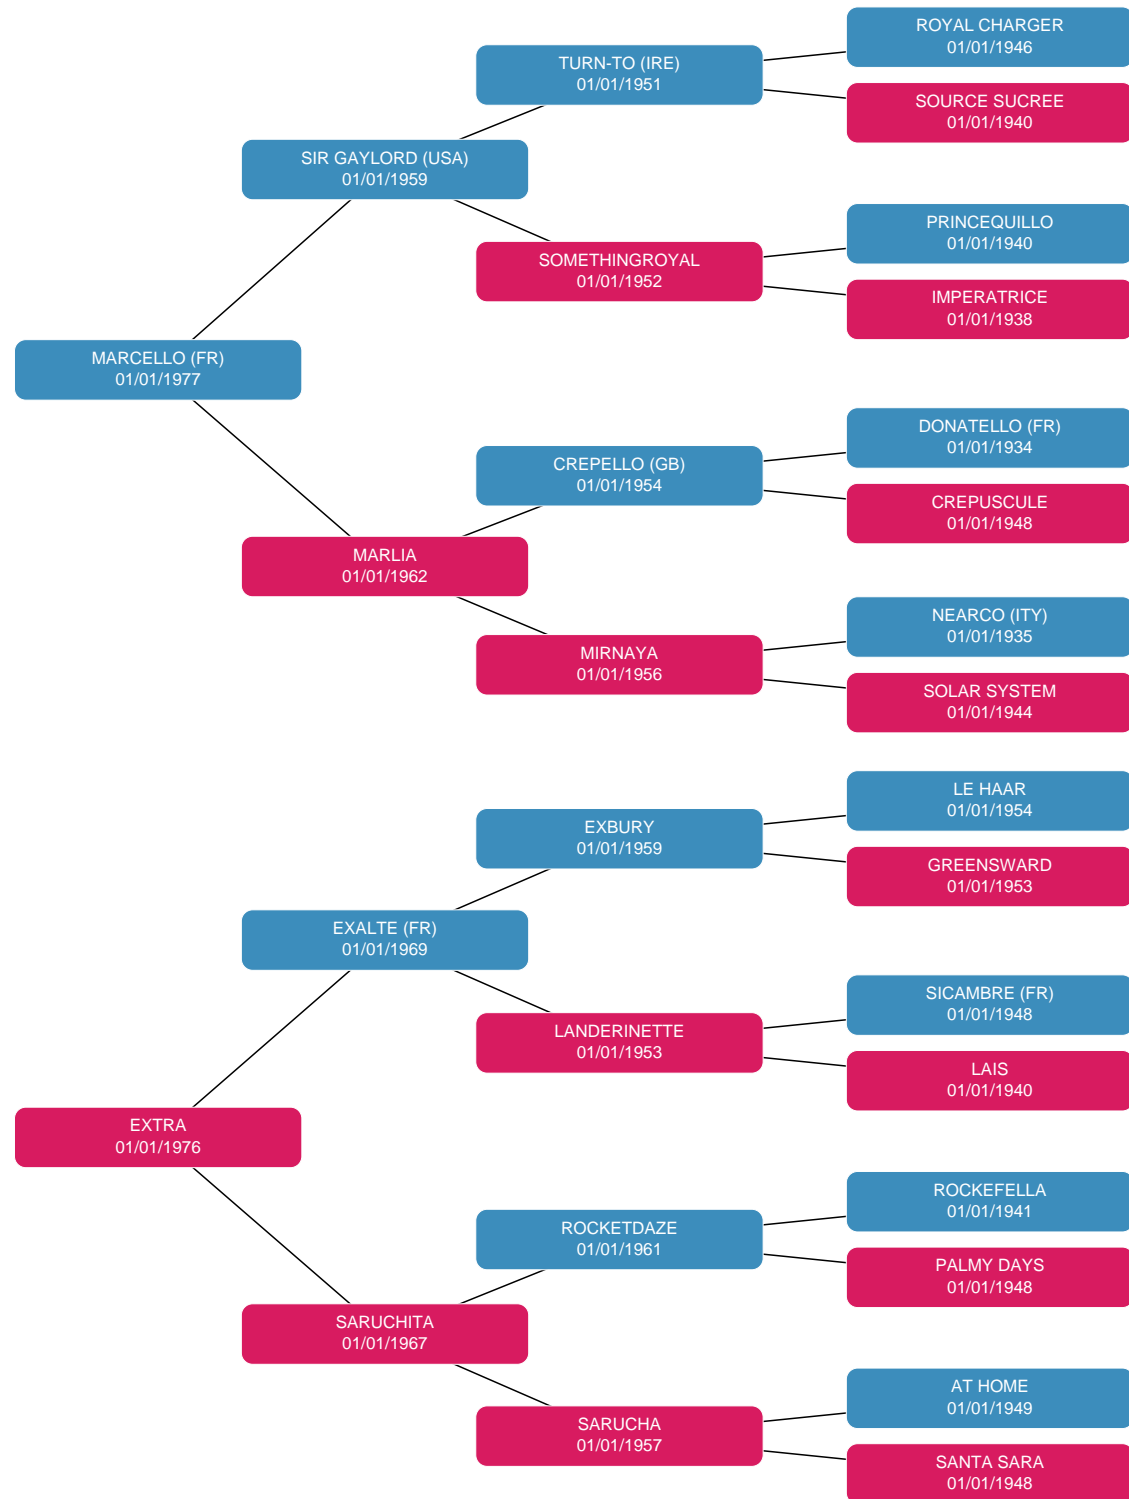 ROYAL CHARGER
01/01/1946
TURN-TO (IRE)
01/01/1951
SOURCE SUCREE
01/01/1940
SIR GAYLORD (USA)
01/01/1959
PRINCEQUILLO
01/01/1940
SOMETHINGROYAL
01/01/1952
IMPERATRICE
01/01/1938
MARCELLO (FR)
01/01/1977
DONATELLO (FR)
01/01/1934
CREPELLO (GB)
01/01/1954
CREPUSCULE
01/01/1948
MARLIA
01/01/1962
NEARCO (ITY)
01/01/1935
MIRNAYA
01/01/1956
SOLAR SYSTEM
01/01/1944
LE HAAR
01/01/1954
EXBURY
01/01/1959
GREENSWARD
01/01/1953
EXALTE (FR)
01/01/1969
SICAMBRE (FR)
01/01/1948
LANDERINETTE
01/01/1953
LAIS
01/01/1940
EXTRA
01/01/1976
ROCKEFELLA
01/01/1941
ROCKETDAZE
01/01/1961
PALMY DAYS
01/01/1948
SARUCHITA
01/01/1967
AT HOME
01/01/1949
SARUCHA
01/01/1957
SANTA SARA
01/01/1948